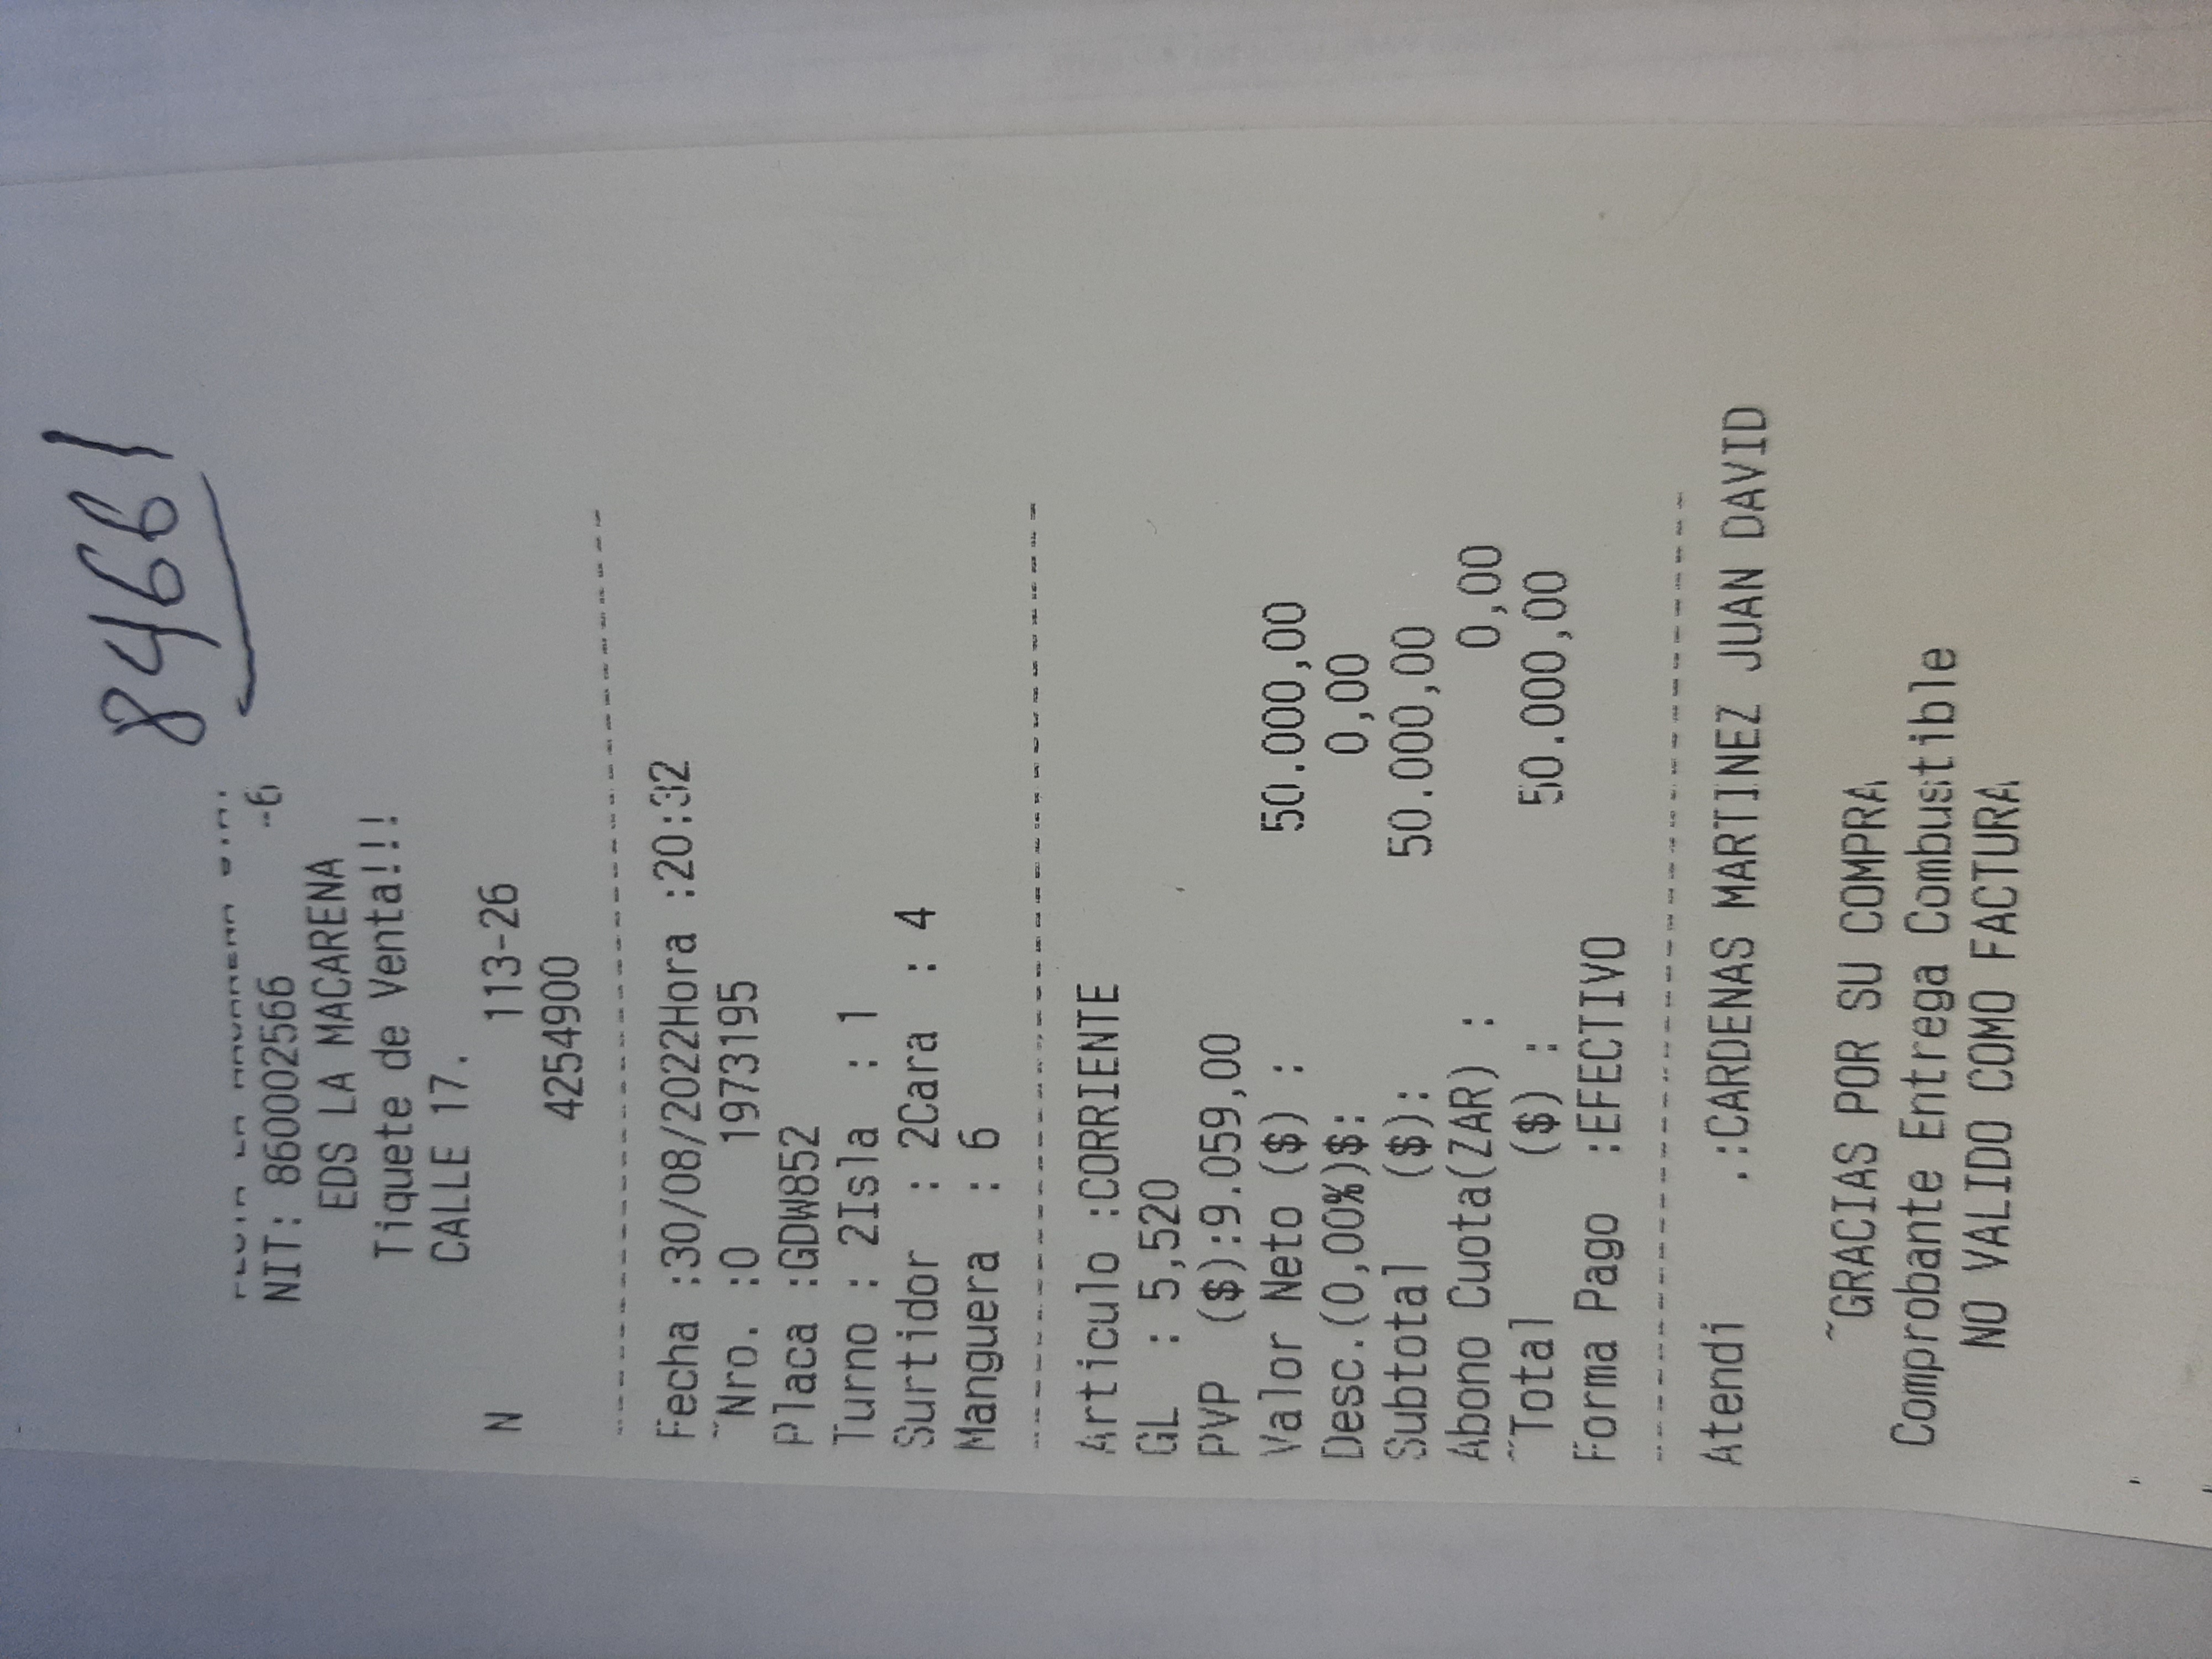 84661
NIT: 860002566 -6
EDS LA MACARENA
Tiquete de Venta!!!
CALLE 17.
N 113-26
4254900
Fecha :30/08/2022Hora :20:32
~Nro. :0 1973195
Placa :GDW852
Turno : 2Isla : 1
Surtidor : 2Cara : 4
Manguera : 6
Articulo :CORRIENTE
GL : 5,520
PVP ($):9.059,00
Valor Neto ($) : 50.000,00
Desc.(0,00%)$: 0,00
Subtotal ($): 50.000,00
Abono Cuota(ZAR) : 0,00
~Total ($) : 50.000,00
Forma Pago :EFECTIVO
Atendi .:CARDENAS MARTINEZ JUAN DAVID
~GRACIAS POR SU COMPRA
Comprobante Entrega Combustible
NO VALIDO COMO FACTURA